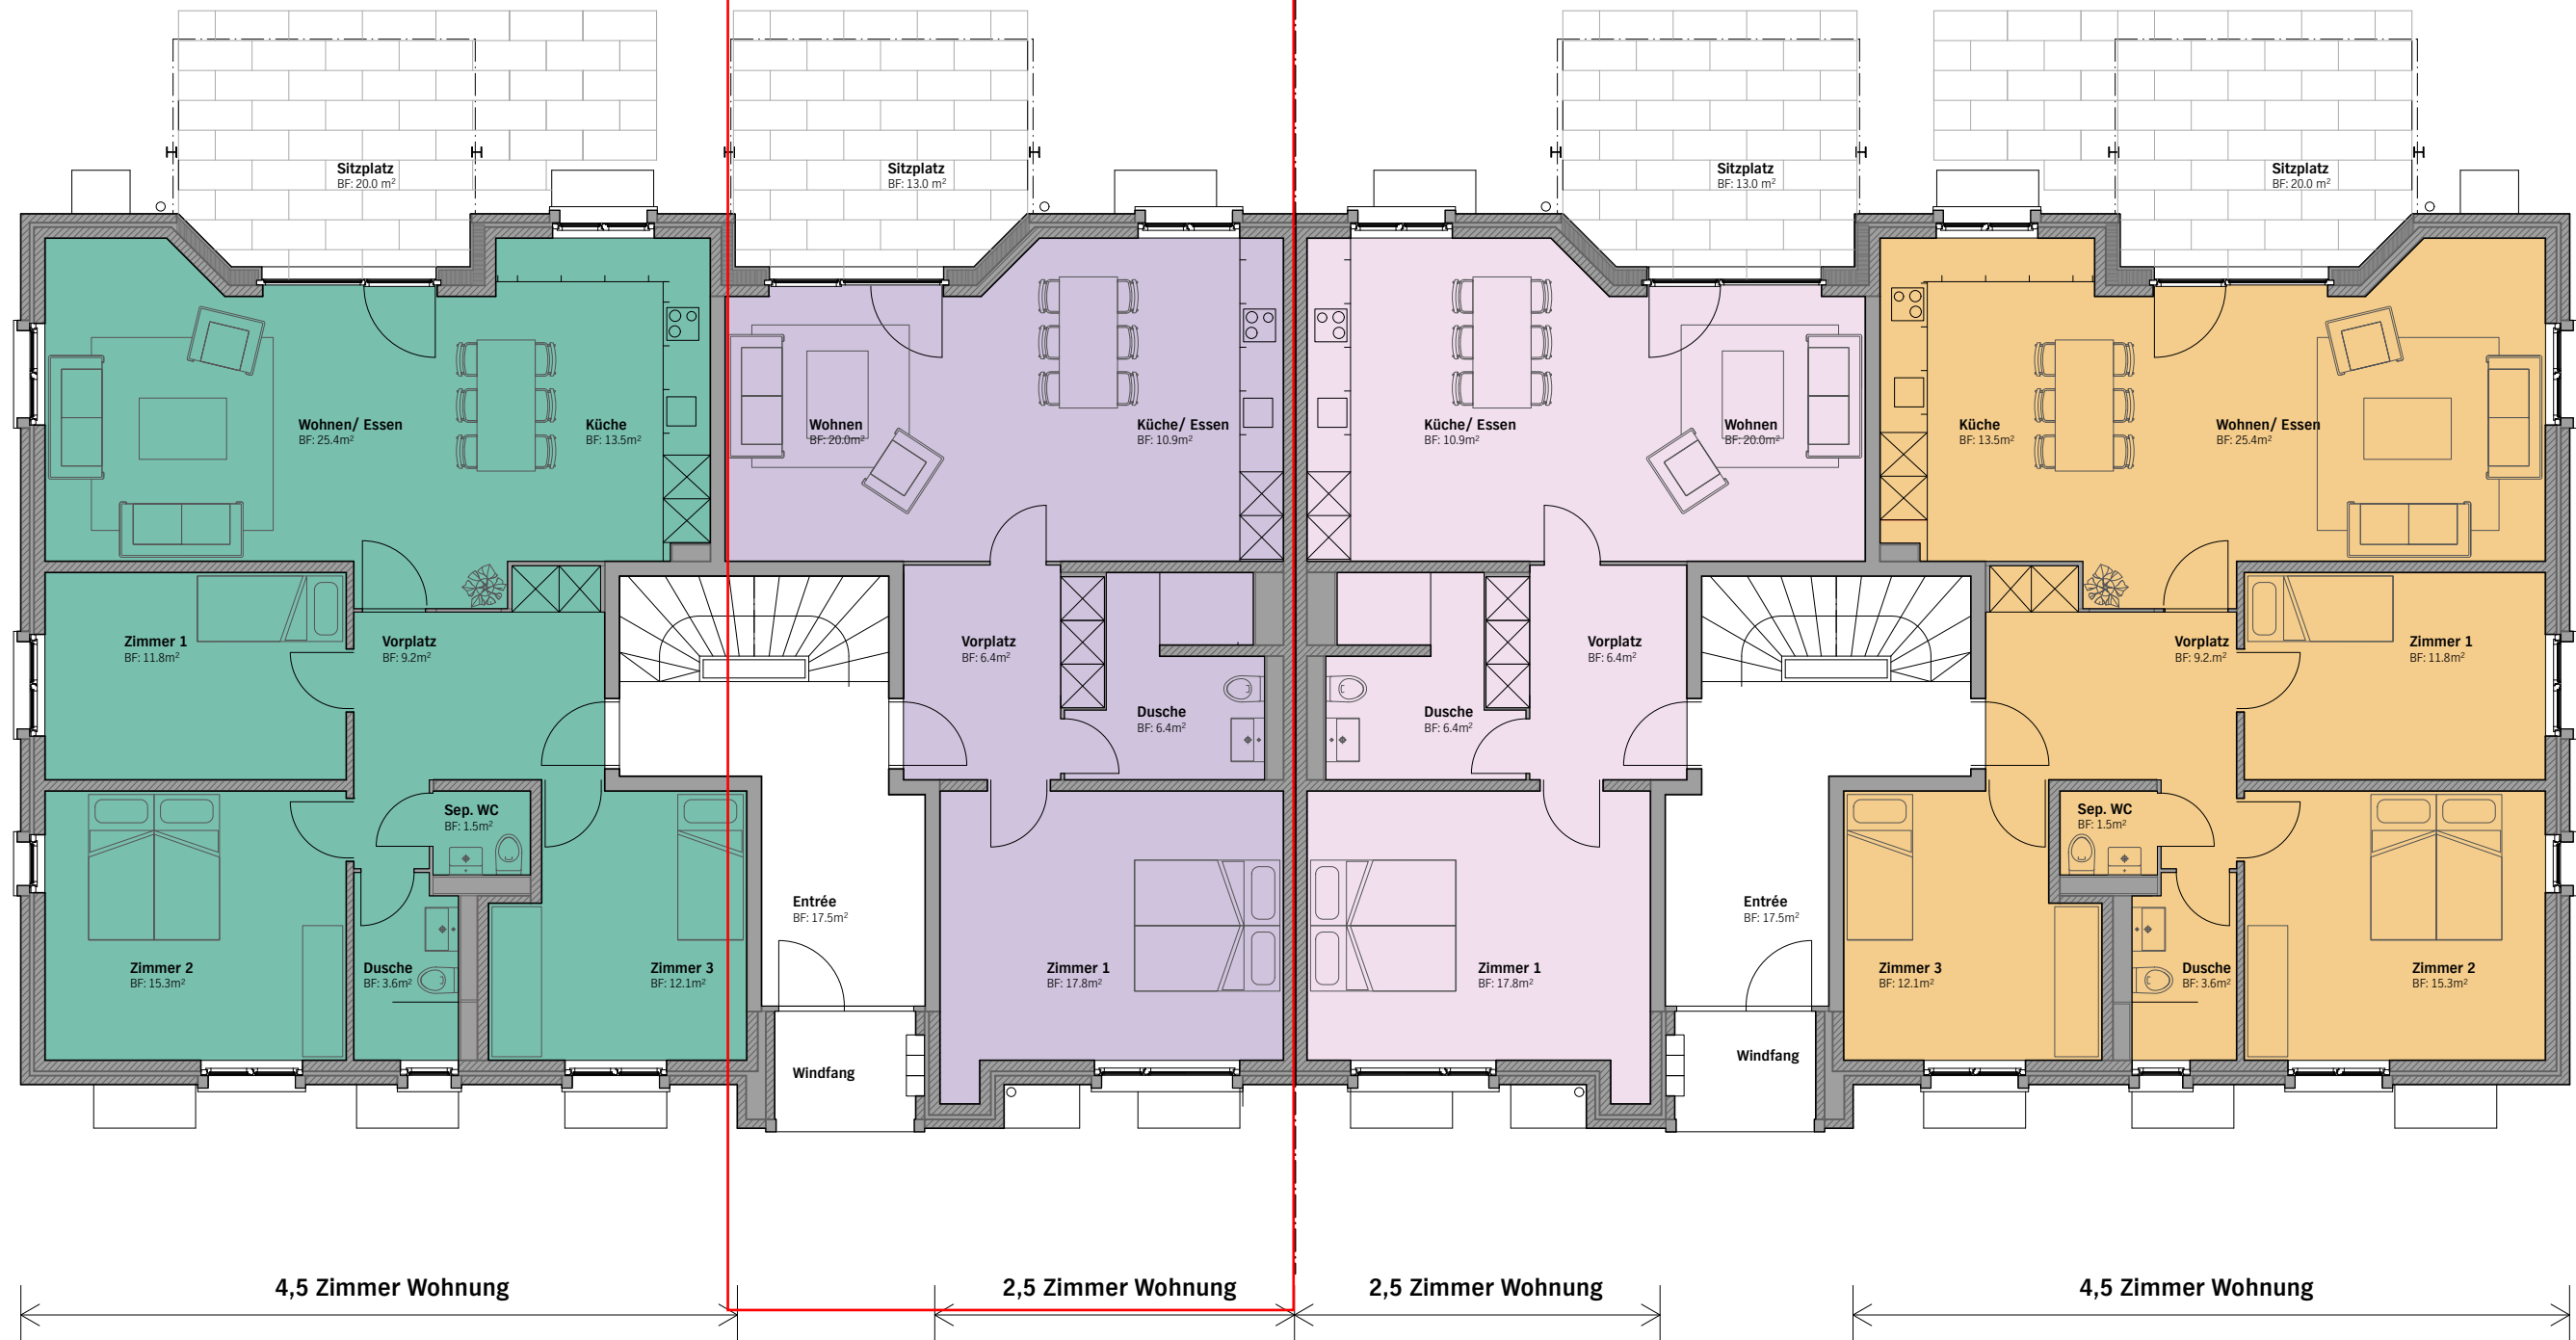 Sitzplatz
BF: 20.0 m²
Sitzplatz
BF: 13.0 m²
Sitzplatz
BF: 13.0 m²
Sitzplatz
BF: 20.0 m²
Wohnen/ Essen
BF: 25.4m²
Küche
BF: 13.5m²
Wohnen
BF: 20.0m²
Küche/ Essen
BF: 10.9m²
Küche/ Essen
BF: 10.9m²
Wohnen
BF: 20.0m²
Küche
BF: 13.5m²
Wohnen/ Essen
BF: 25.4m²
Zimmer 1
BF: 11.8m²
Vorplatz
BF: 9.2m²
Vorplatz
BF: 6.4m²
Vorplatz
BF: 6.4m²
Vorplatz
BF: 9.2.m²
Zimmer 1
BF: 11.8m²
Dusche
BF: 6.4m²
Dusche
BF: 6.4m²
Sep. WC
BF: 1.5m²
Sep. WC
BF: 1.5m²
Entrée
BF: 17.5m²
Entrée
BF: 17.5m²
Zimmer 2
BF: 15.3m²
Dusche
BF: 3.6m²
Zimmer 3
BF: 12.1m²
Zimmer 1
BF: 17.8m²
Zimmer 1
BF: 17.8m²
Zimmer 3
BF: 12.1m²
Dusche
BF: 3.6m²
Zimmer 2
BF: 15.3m²
Windfang
Windfang
4,5 Zimmer Wohnung
2,5 Zimmer Wohnung
2,5 Zimmer Wohnung
4,5 Zimmer Wohnung